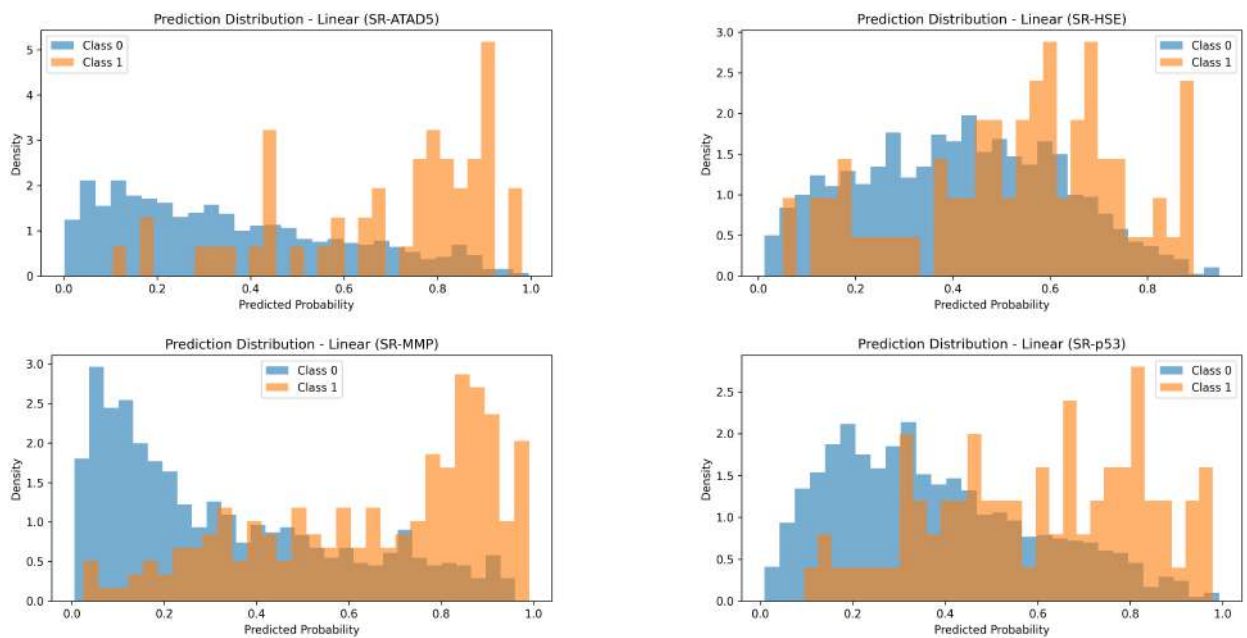 Prediction Distribution - Linear (SR-ATAD5)
Class 0
Class 1
Density
5
4
3
2
1
0
0.0 0.2 0.4 0.6 0.8 1.0
Predicted Probability
Prediction Distribution - Linear (SR-HSE)
Class 0
Class 1
Density
3.0
2.5
2.0
1.5
1.0
0.5
0.0
0.0 0.2 0.4 0.6 0.8
Predicted Probability
Prediction Distribution - Linear (SR-MMP)
Class 0
Class 1
Density
3.0
2.5
2.0
1.5
1.0
0.5
0.0
0.0 0.2 0.4 0.6 0.8 1.0
Predicted Probability
Prediction Distribution - Linear (SR-p53)
Class 0
Class 1
Density
2.5
2.0
1.5
1.0
0.5
0.0
0.0 0.2 0.4 0.6 0.8 1.0
Predicted Probability